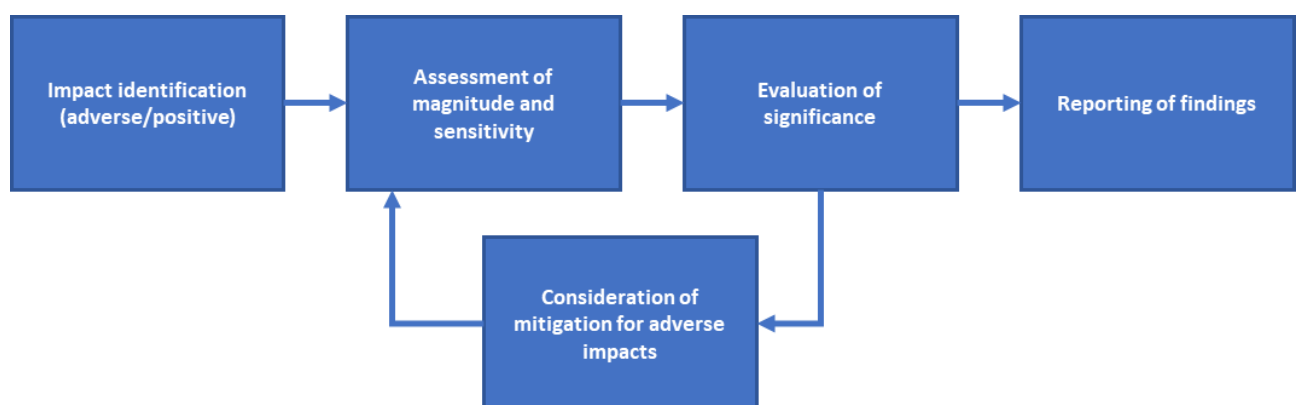 Impact identification
(adverse/positive)
Assessment of
magnitude and
sensitivity
Evaluation of
significance
Reporting of findings
Consideration of
mitigation for adverse
impacts